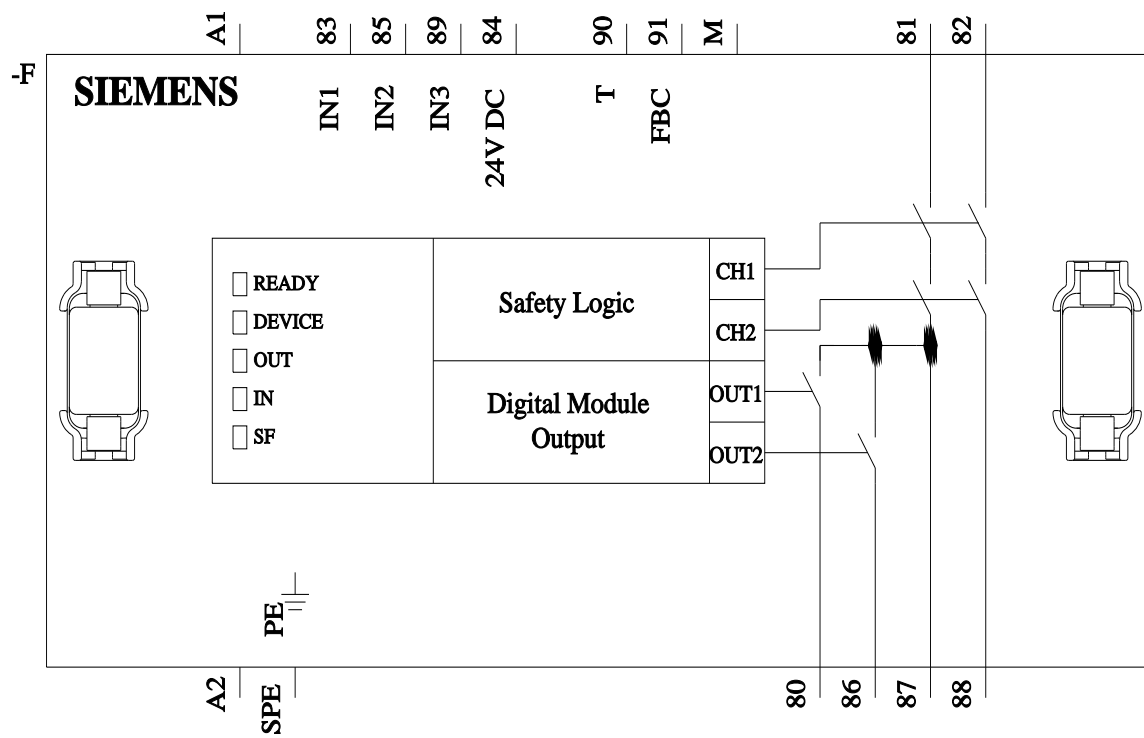 A1
83
85
89
84
90
91
M
81
82
-F
SIEMENS
IN1
IN2
IN3
24V DC
T
FBC
READY
DEVICE
OUT
IN
SF
Safety Logic
CH1
CH2
Digital Module
Output
OUT1
OUT2
PE
A2
SPE
80
86
87
88